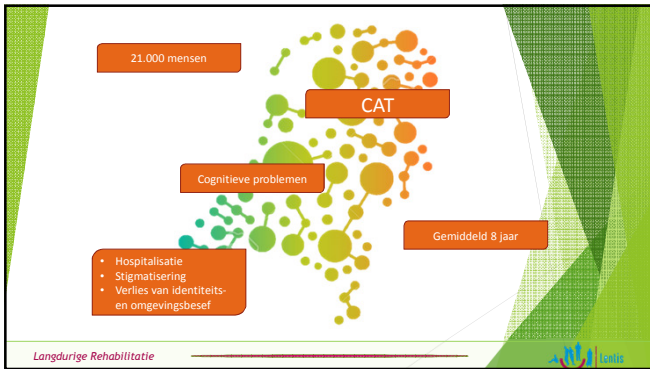 21.000 mensen
CAT
Cognitieve problemen
Gemiddeld 8 jaar
• Hospitalisatie
• Stigmatisering
• Verlies van identiteits-
en omgevingsbesef
Langdurige Rehabilitatie
Lentis